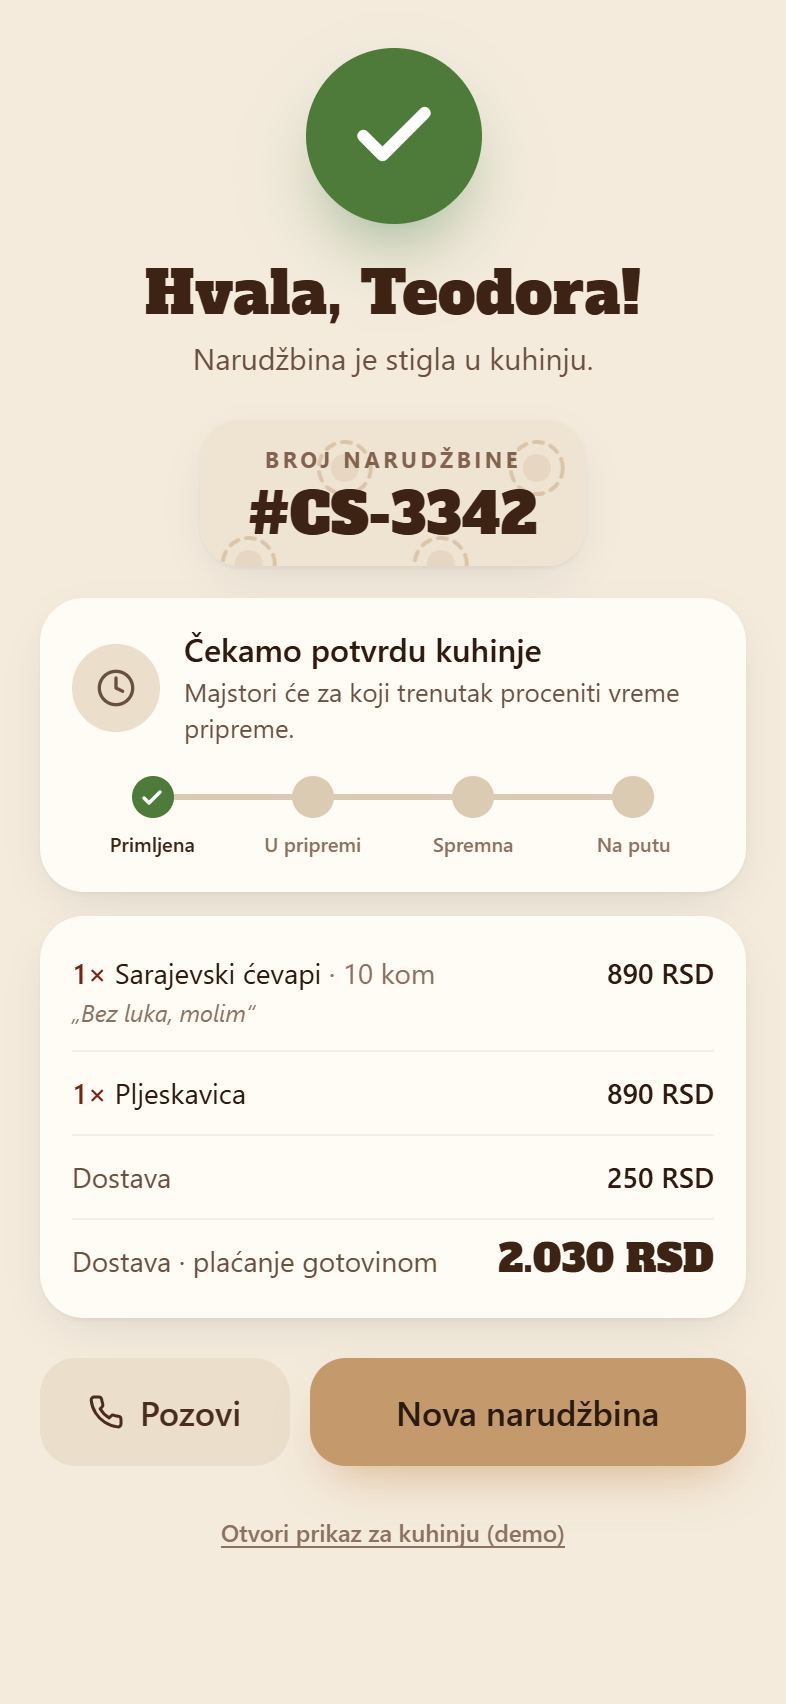 Hvala, Teodora!
Narudžbina je stigla u kuhinju.
BROJ NARUDŽBINE
#CS-3342
Čekamo potvrdu kuhinje
Majstori će za koji trenutak proceniti vreme
pripreme.
Primljena U pripremi Spremna Na putu
1× Sarajevski ćevapi · 10 kom 890 RSD
„Bez luka, molim“
1× Pljeskavica 890 RSD
Dostava 250 RSD
Dostava · plaćanje gotovinom 2.030 RSD
Pozovi Nova narudžbina
Otvori prikaz za kuhinju (demo)